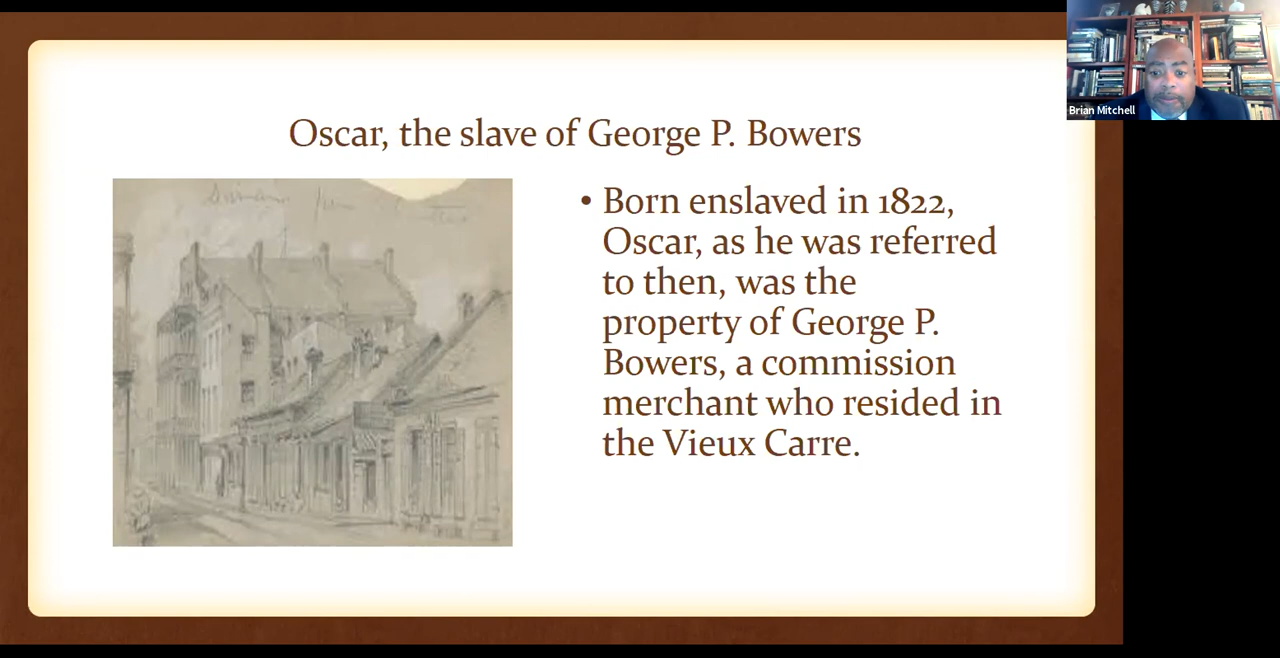 Brian Mitchell
Oscar, the slave of George P. Bowers
• Born enslaved in 1822,
Oscar, as he was referred
to then, was the
property of George P.
Bowers, a commission
merchant who resided in
the Vieux Carre.